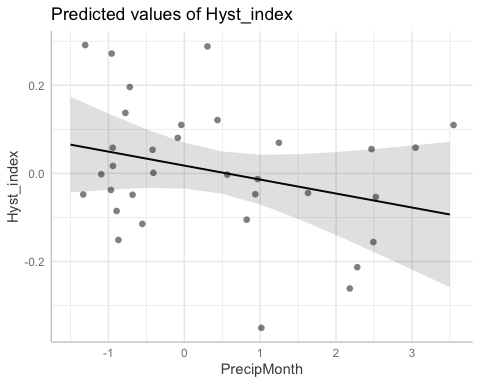 Predicted values of Hyst_index
0.2
0.0
-0.2
Hyst_index
-1
0
1
2
3
PrecipMonth